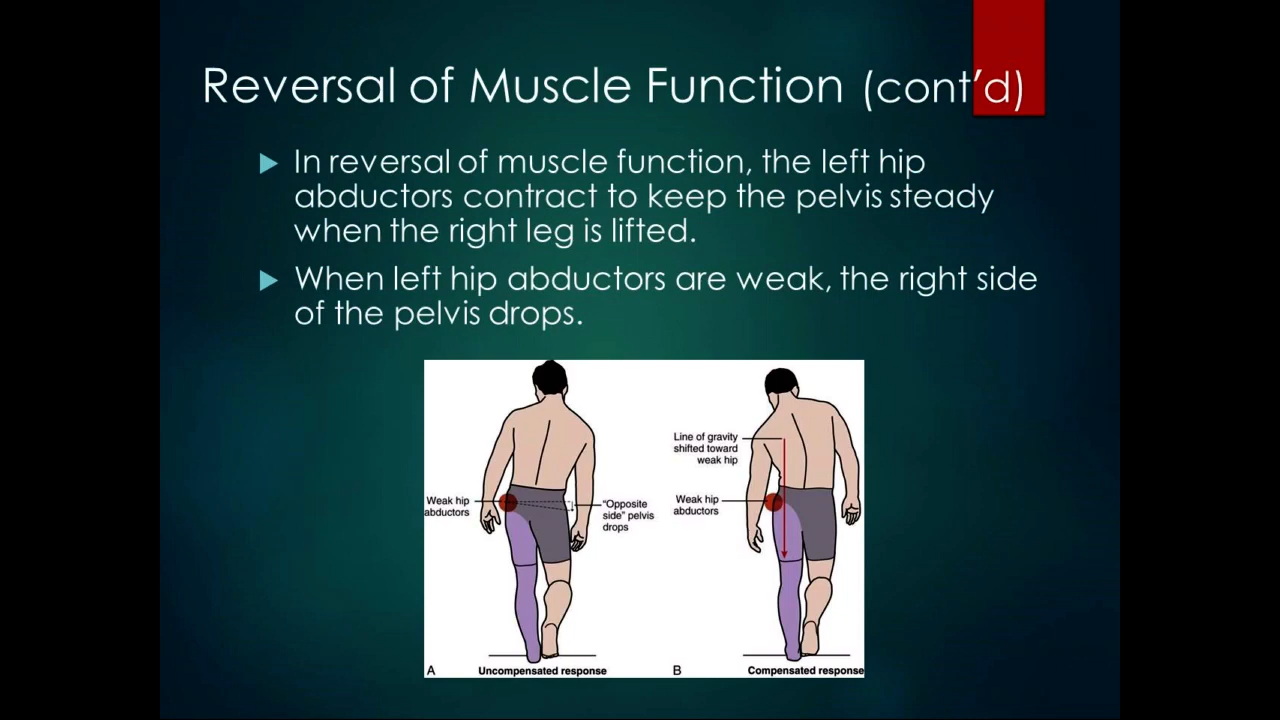 Reversal of Muscle Function (cont’d)
In reversal of muscle function, the left hip
abductors contract to keep the pelvis steady
when the right leg is lifted.
When left hip abductors are weak, the right side
of the pelvis drops.
Weak hip
abductors
“Opposite
side” pelvis
drops
A
Uncompensated response
Line of gravity
shifted toward
weak hip
Weak hip
abductors
B
Compensated response